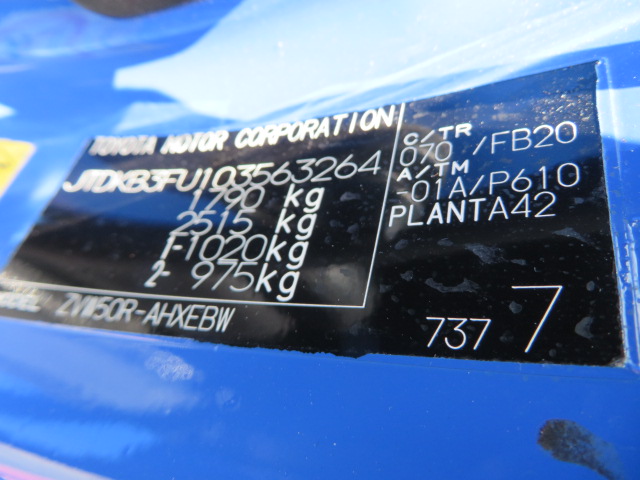 TOYOTA MOTOR CORPORATION
JTDKB3FU103563264
1790 kg
2515 kg
1-1020kg
2- 975kg
MODEL ZVW50R-AHXEBW
C/TR
070 /FB20
A/TM
-01A/P610
PLANTA42
737 7